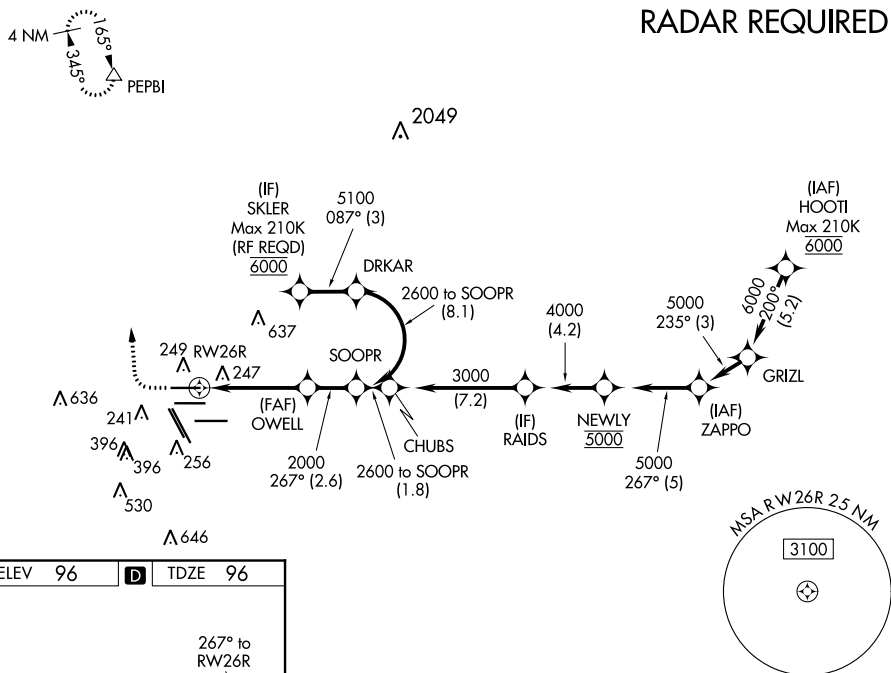 RADAR REQUIRED
4 NM
165°
345°
PEPBI
2049
(IF)
SKLER
Max 210K
(RF REQD)
6000
5100
087° (3)
DRKAR
(IAF)
HOOTI
Max 210K
6000
6000
200°
(5.2)
2600 to SOOPR
(8.1)
4000
(4.2)
5000
235° (3)
637
GRIZL
249
RW26R
247
SOOPR
3000
(7.2)
636
241
(FAF)
OWELL
CHUBS
(IF)
RAIDS
NEWLY
5000
(IAF)
ZAPPO
396
396
256
2000
267° (2.6)
2600 to SOOPR
(1.8)
5000
267° (5)
530
646
MSA RW26R 25 NM
3100
ELEV 96
D
TDZE 96
267° to
RW26R